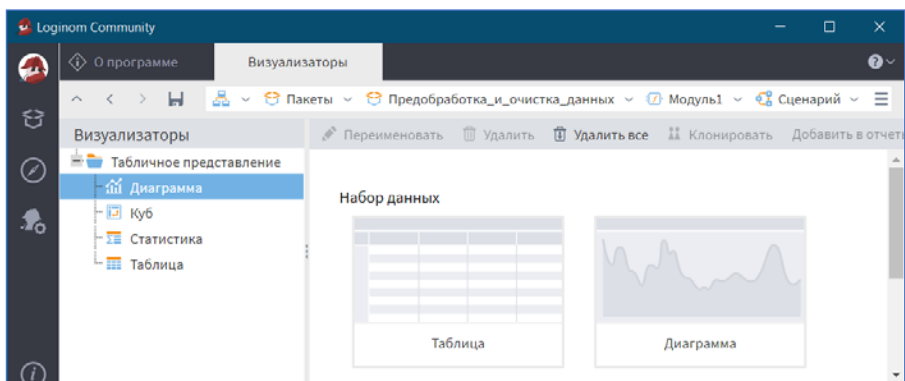 Loginom Community
О программе
Визуализаторы
Пакеты
Предобработка_и_очистка_данных
Модуль1
Сценарий
Визуализаторы
Переименовать
Удалить
Удалить все
Клонировать
Добавить в отчет
Табличное представление
Диаграмма
Куб
Статистика
Таблица
Набор данных
Таблица
Диаграмма